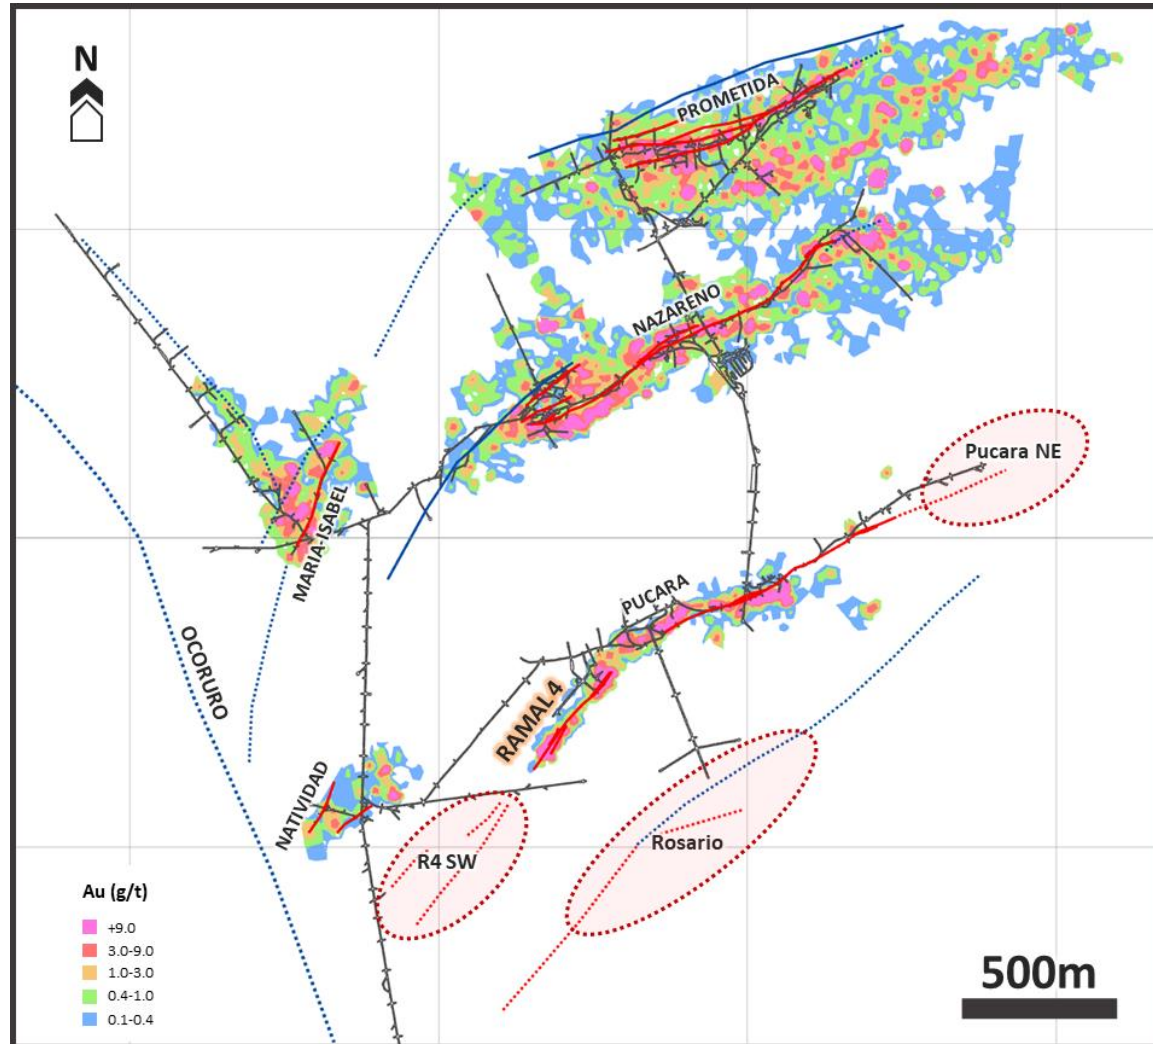 N
PROMETIDA
NAZARENO
Pucara NE
MARIA-ISABEL
PUCARA
OCORURO
RAMAL 4
NATIVIDAD
R4 SW
Rosario
Au (g/t)
+9.0
3.0-9.0
1.0-3.0
0.4-1.0
0.1-0.4
500m